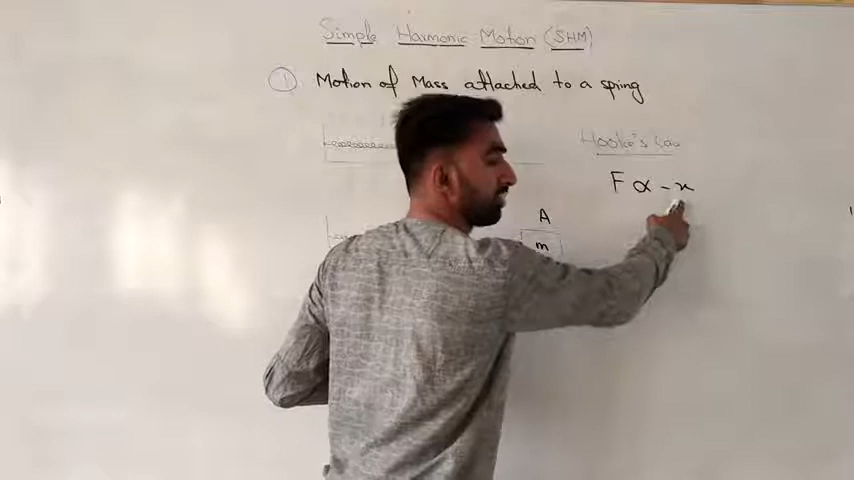 Simple Harmonic Motion (SHM)
① Motion of Mass attached to a spring
Hooke's Law
F α - x
A
m